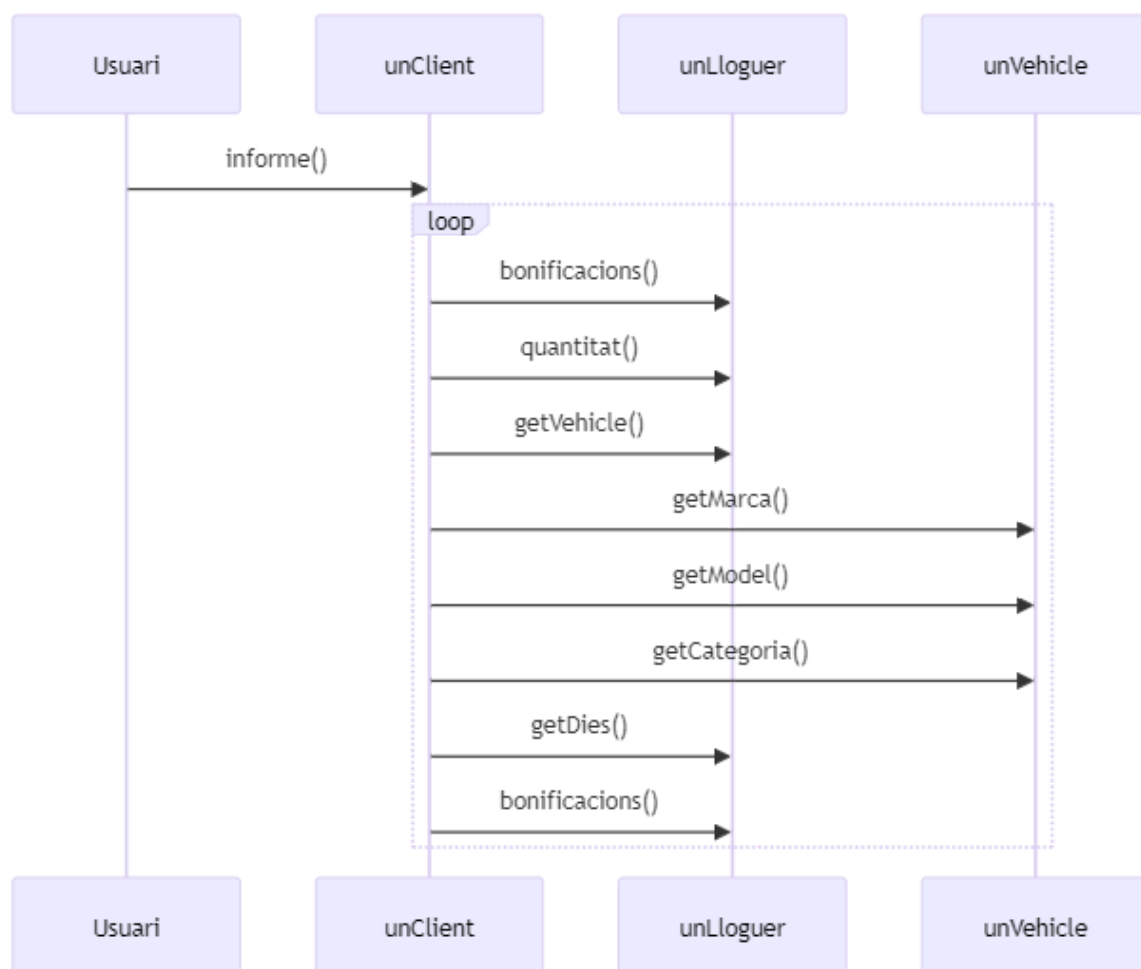 Usuari unClient unLloguer unVehicle
informe()
loop
bonificacions()
quantitat()
getVehicle()
getMarca()
getModel()
getCategoria()
getDies()
bonificacions()
Usuari unClient unLloguer unVehicle